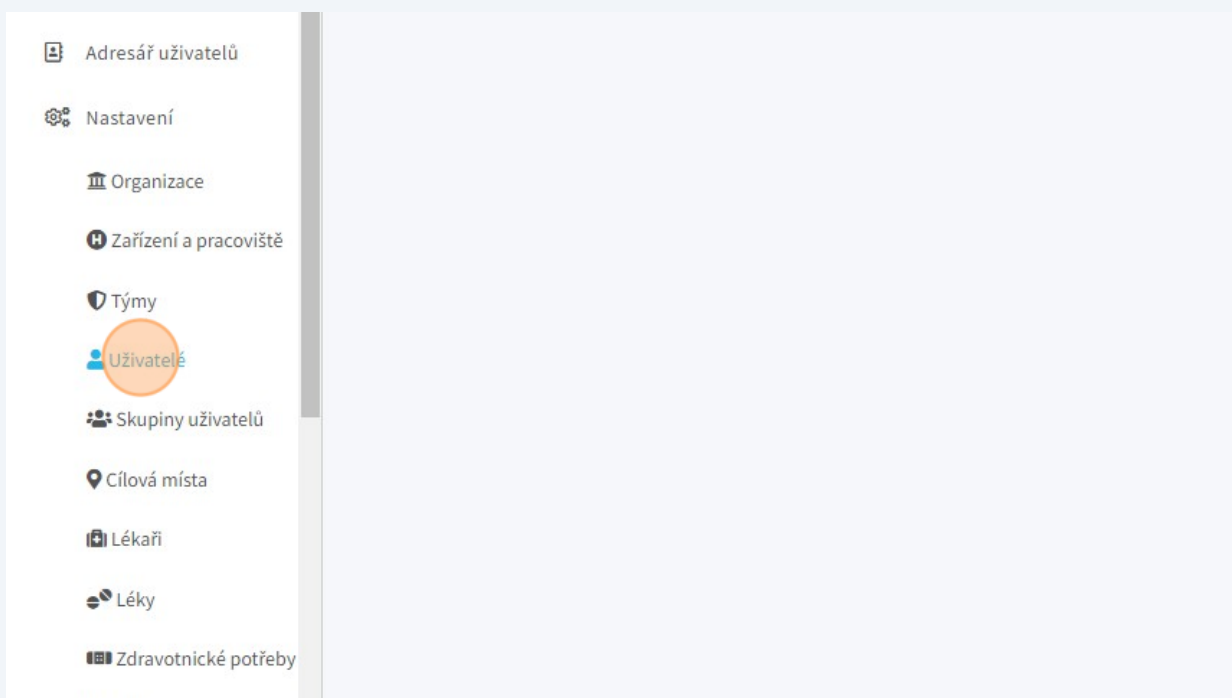 Adresář uživatelů
Nastavení
Organizace
Zařízení a pracoviště
Týmy
Uživatelé
Skupiny uživatelů
Cílová místa
Lékaři
Léky
Zdravotnické potřeby